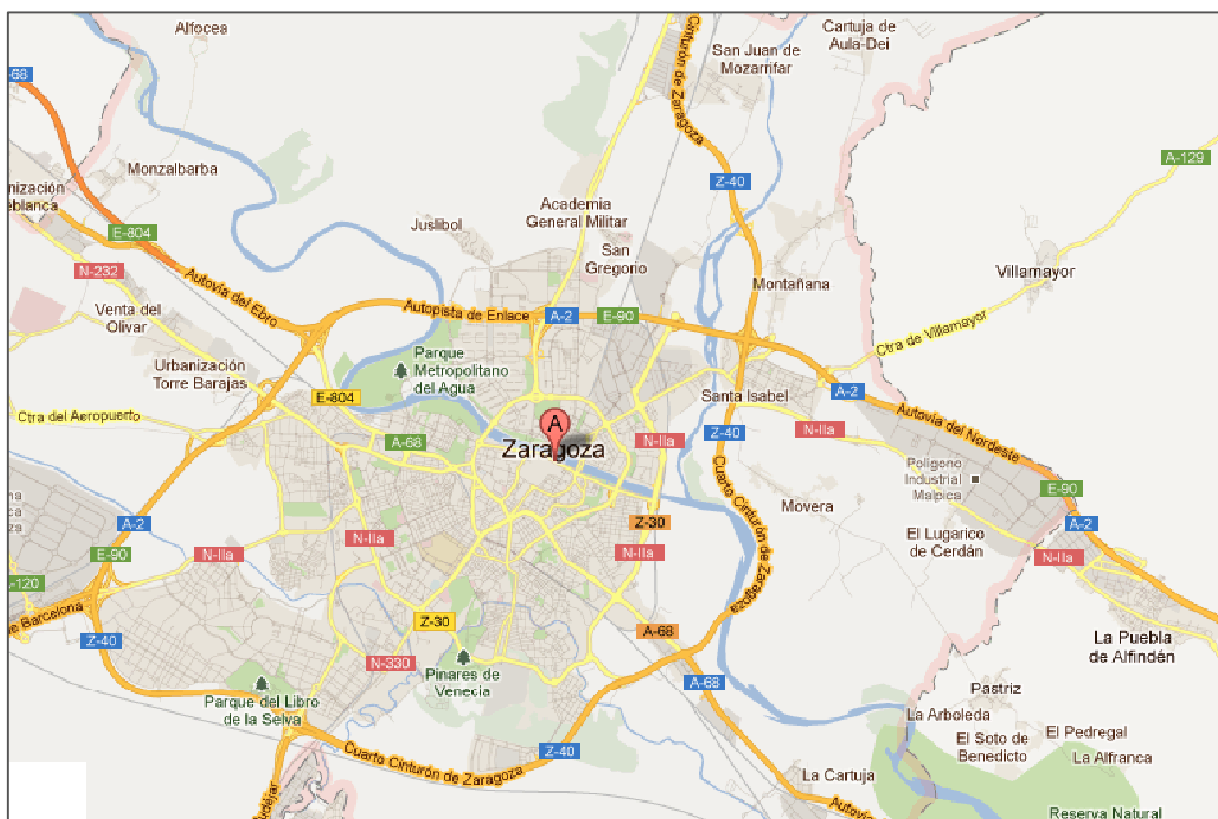 Alfocea
Cartuja de
Aula-Dei
San Juan de
Mozarrifar
-68
Cinturón de Zaragoza
A-129
Monzalbarba
Z-40
nización
eblanca
Academia
General Militar
Juslibol
E-804
San
Gregorio
N-232
Villamayor
Autovía del Ebro
Montañana
Venta del
Olivar
Autopista de Enlace
A-2
E-90
Ctra de Villamayor
Parque
Metropolitano
del Agua
Urbanización
Torre Barajas
E-804
Santa Isabel
A-2
Ctra del Aeropuerto
Autovía del Nordeste
A
A-68
Zaragoza
N-IIa
Z-40
N-IIa
Polígono
Industrial
Malpica
E-90
Cuarto Cinturón de Zaragoza
Movera
A-2
Z-30
A-2
N-IIa
El Lugarico
de Cerdán
E-90
N-IIa
N-IIa
N-IIa
A-120
Barcelona
Z-30
A-68
Z-40
La Puebla
de Alfindén
N-330
Pinares de
Venecia
A-68
Pastriz
Parque del Libro
de la Selva
La Arboleda
El Pedregal
El Soto de
Benedicto
La Alfranca
Cuarto Cinturón de Zaragoza
Z-40
La Cartuja
Autovía
Reserva Natural